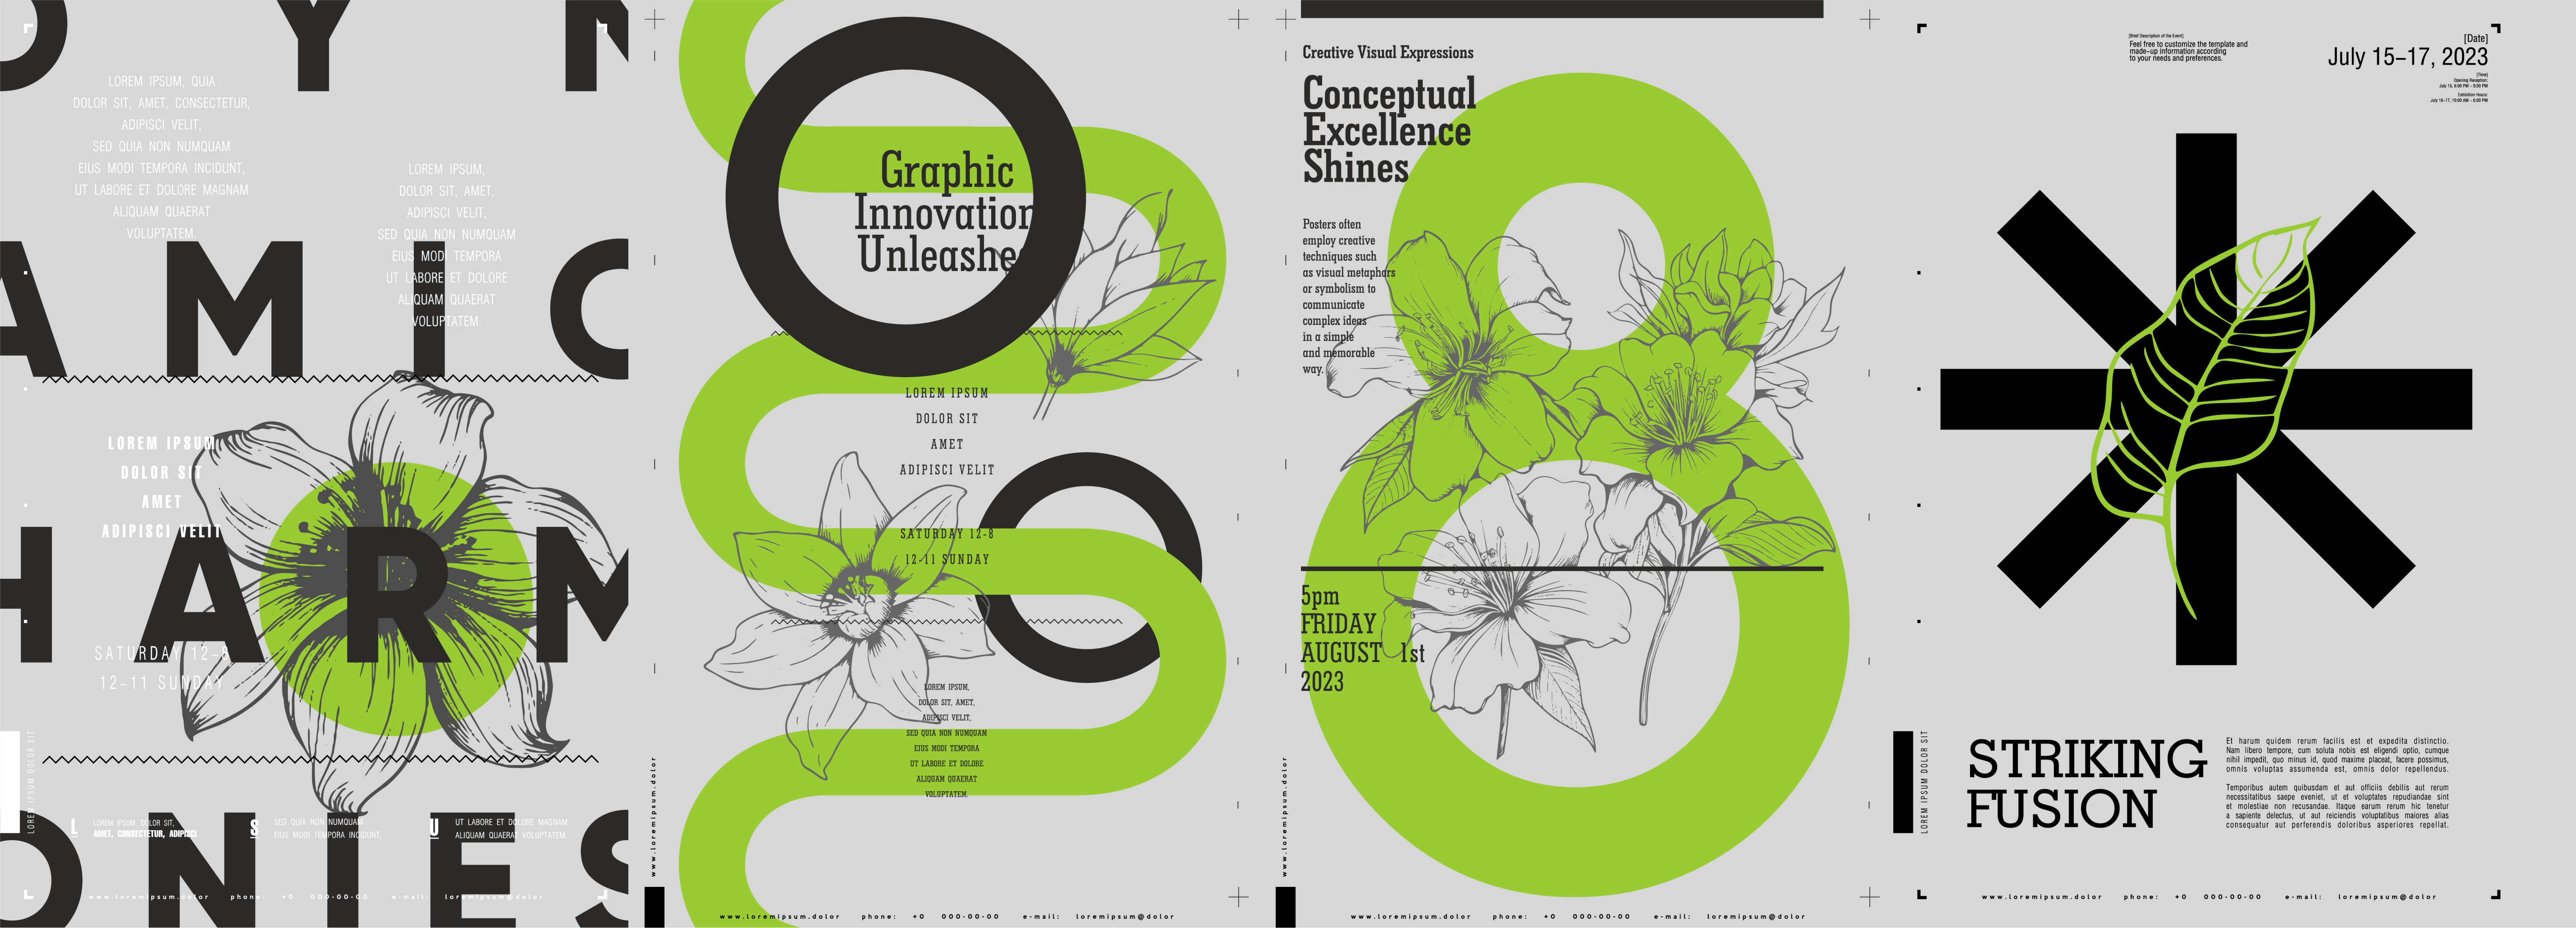 DYN
AMIC
HARM
ONIES
LOREM IPSUM, QUIA
DOLOR SIT, AMET, CONSECTETUR,
ADIPISCI VELIT,
SED QUIA NON NUMQUAM
EIUS MODI TEMPORA INCIDUNT,
UT LABORE ET DOLORE MAGNAM
ALIQUAM QUAERAT
VOLUPTATEM.
LOREM IPSUM,
DOLOR SIT, AMET,
ADIPISCI VELIT,
SED QUIA NON NUMQUAM
EIUS MODI TEMPORA
UT LABORE ET DOLORE
ALIQUAM QUAERAT
VOLUPTATEM.
LOREM IPSUM
DOLOR SIT
AMET
ADIPISCI VELIT
SATURDAY 12-8
12-11 SUNDAY
LOREM IPSUM DOLOR SIT
L
LOREM IPSUM, DOLOR SIT,
AMET, CONSECTETUR, ADIPISCI
S
SED QUIA NON NUMQUAM
EIUS MODI TEMPORA INCIDUNT,
U
UT LABORE ET DOLORE MAGNAM
ALIQUAM QUAERAT VOLUPTATEM.
www.loremipsum.dolor phone: +0 000-00-00 e-mail: loremipsum@dolor
Graphic
Innovation
Unleashe
LOREM IPSUM
DOLOR SIT
AMET
ADIPISCI VELIT
SATURDAY 12-8
12-11 SUNDAY
LOREM IPSUM,
DOLOR SIT, AMET,
ADIPISCI VELIT,
SED QUIA NON NUMQUAM
EIUS MODI TEMPORA
UT LABORE ET DOLORE
ALIQUAM QUAERAT
VOLUPTATEM.
www.loremipsum.dolor
www.loremipsum.dolor phone: +0 000-00-00 e-mail: loremipsum@dolor
Creative Visual Expressions
Conceptual
Excellence
Shines
Posters often
employ creative
techniques such
as visual metaphors
or symbolism to
communicate
complex ideas
in a simple
and memorable
way.
8
5pm
FRIDAY
AUGUST 1st
2023
www.loremipsum.dolor
www.loremipsum.dolor phone: +0 000-00-00 e-mail: loremipsum@dolor
[Brief Description of the Event]
Feel free to customize the template and
made-up information according
to your needs and preferences.
[Date]
July 15–17, 2023
[Time]
Opening Reception:
July 15, 6:00 PM – 9:00 PM
Exhibition Hours:
July 16–17, 10:00 AM – 6:00 PM
LOREM IPSUM DOLOR SIT
STRIKING
FUSION
Et harum quidem rerum facilis est et expedita distinctio.
Nam libero tempore, cum soluta nobis est eligendi optio, cumque
nihil impedit, quo minus id, quod maxime placeat, facere possimus,
omnis voluptas assumenda est, omnis dolor repellendus.
Temporibus autem quibusdam et aut officiis debitis aut rerum
necessitatibus saepe eveniet, ut et voluptates repudiandae sint
et molestiae non recusandae. Itaque earum rerum hic tenetur
a sapiente delectus, ut aut reiciendis voluptatibus maiores alias
consequatur aut perferendis doloribus asperiores repellat.
www.loremipsum.dolor phone: +0 000-00-00 e-mail: loremipsum@dolor